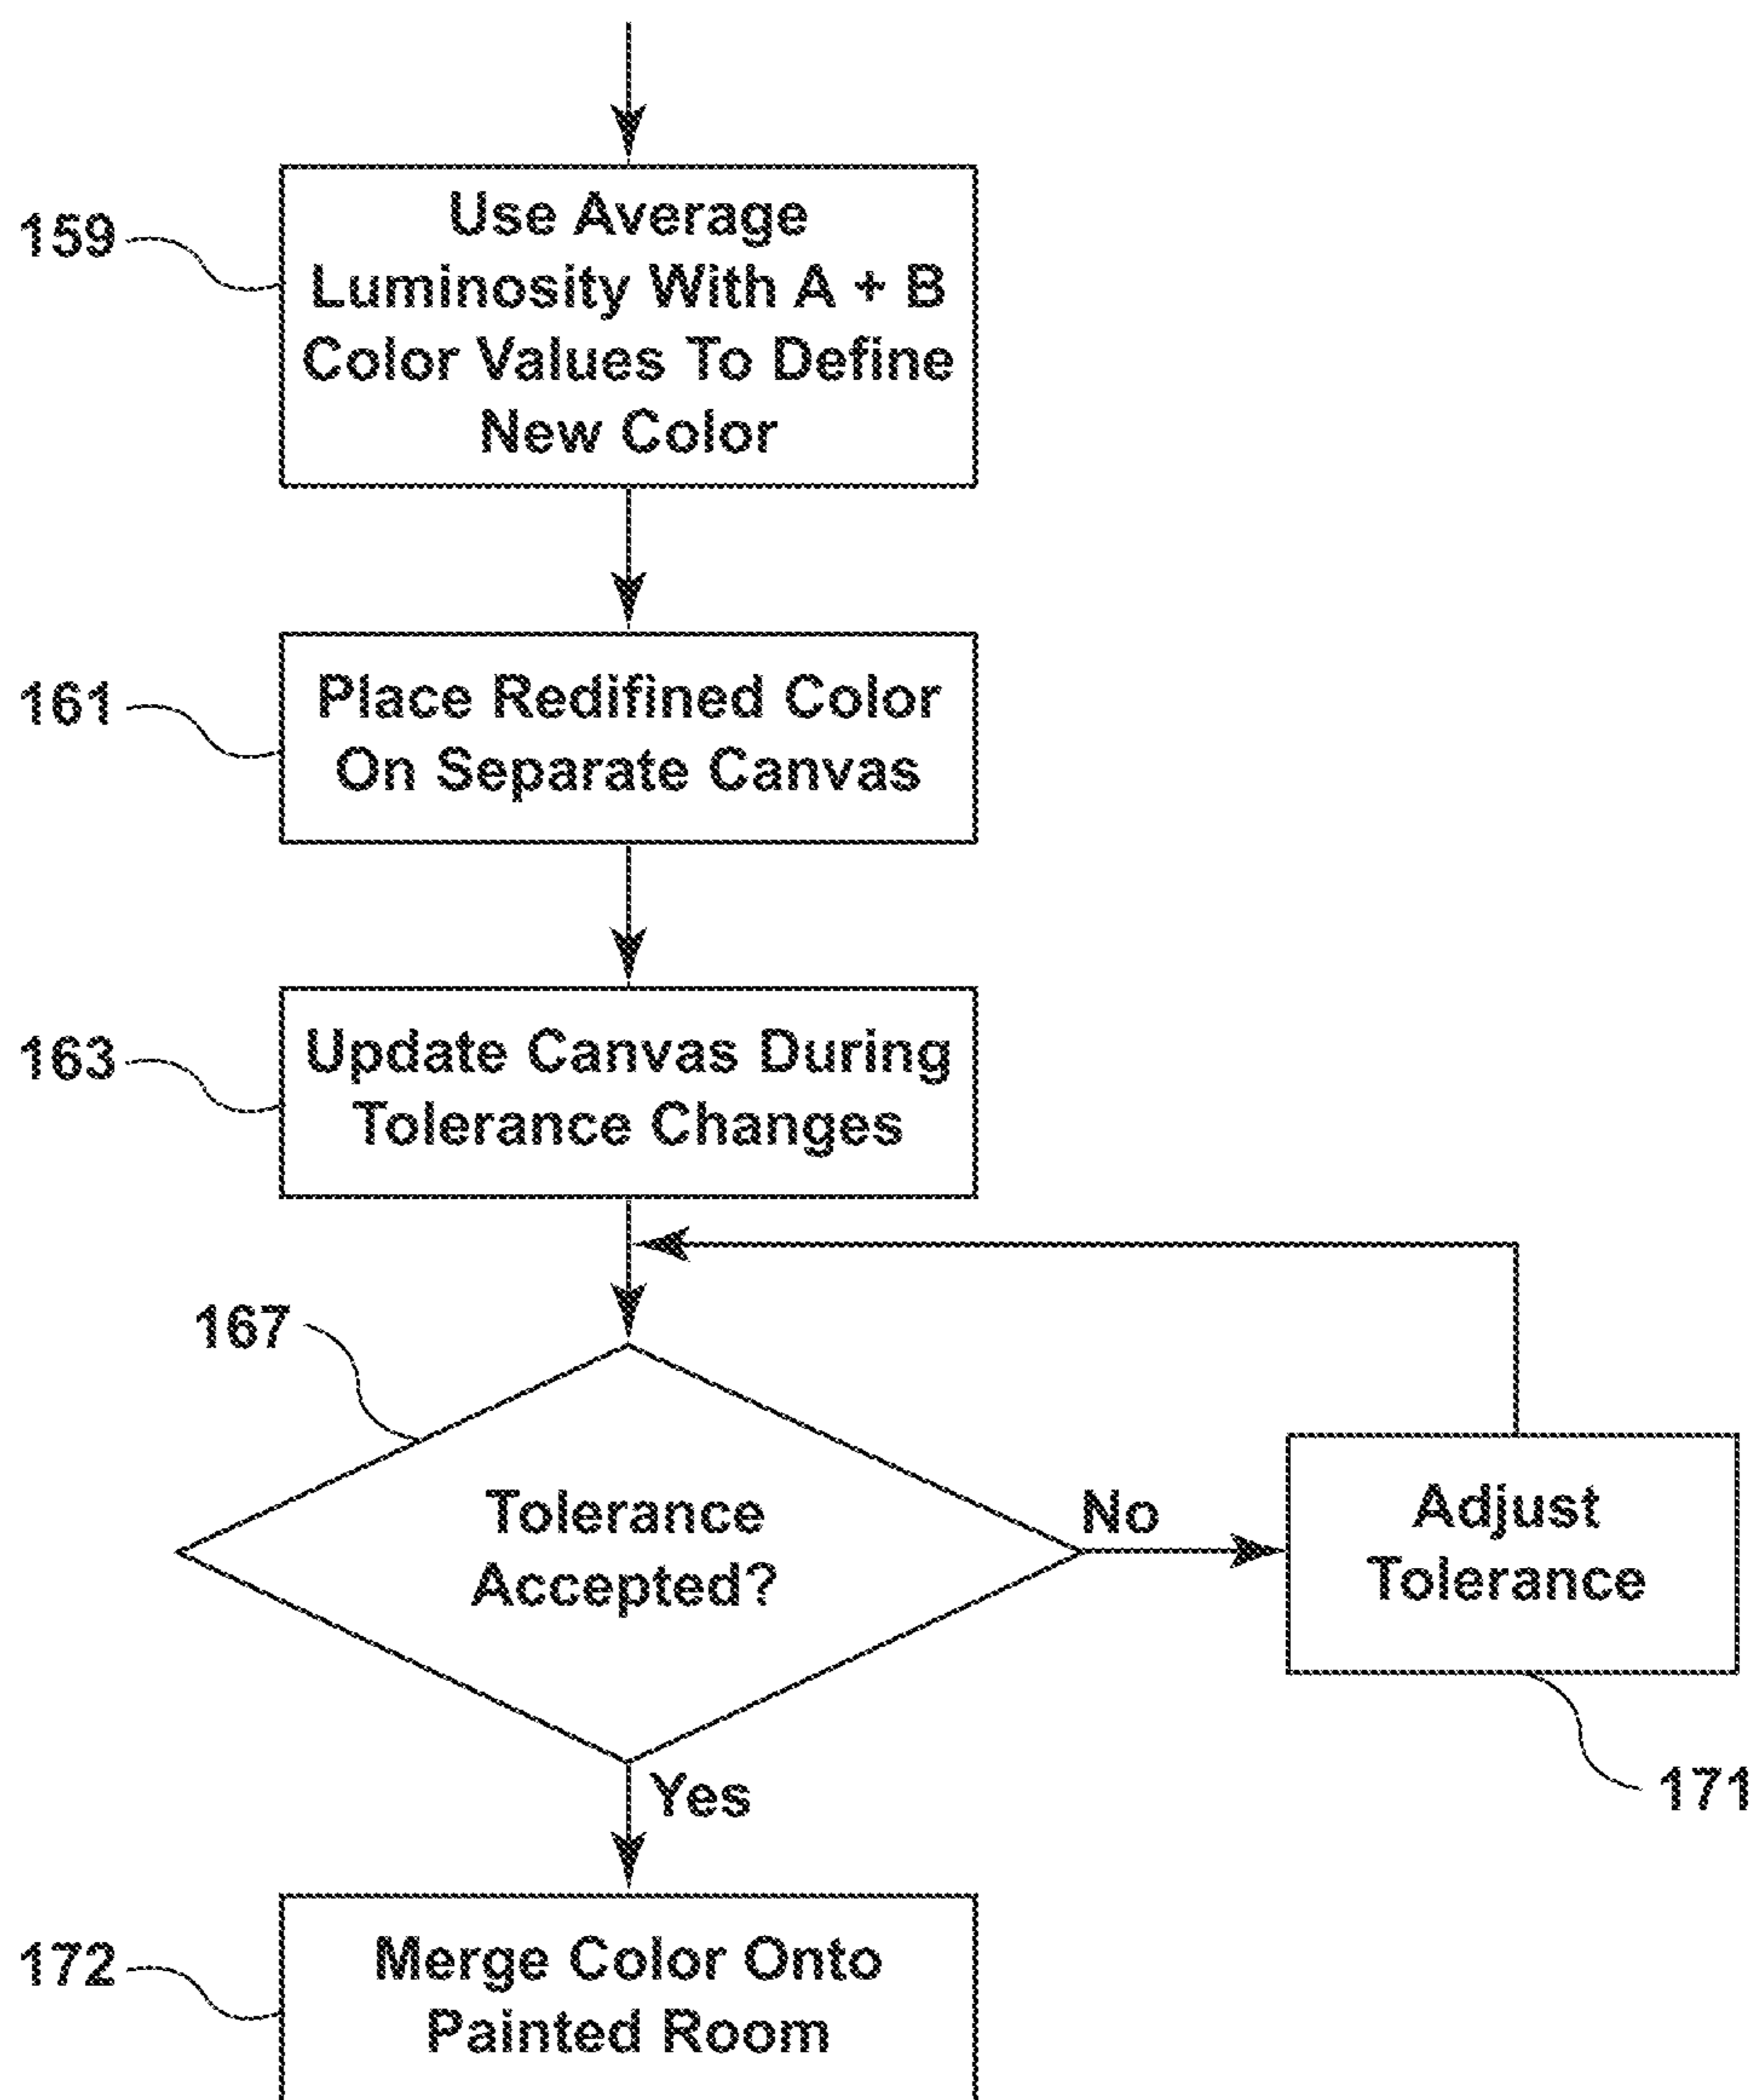 159
Use Average
Luminosity With A + B
Color Values To Define
New Color
161
Place Redifined Color
On Separate Canvas
163
Update Canvas During
Tolerance Changes
167
Tolerance
Accepted?
No
Adjust
Tolerance
171
Yes
172
Merge Color Onto
Painted Room